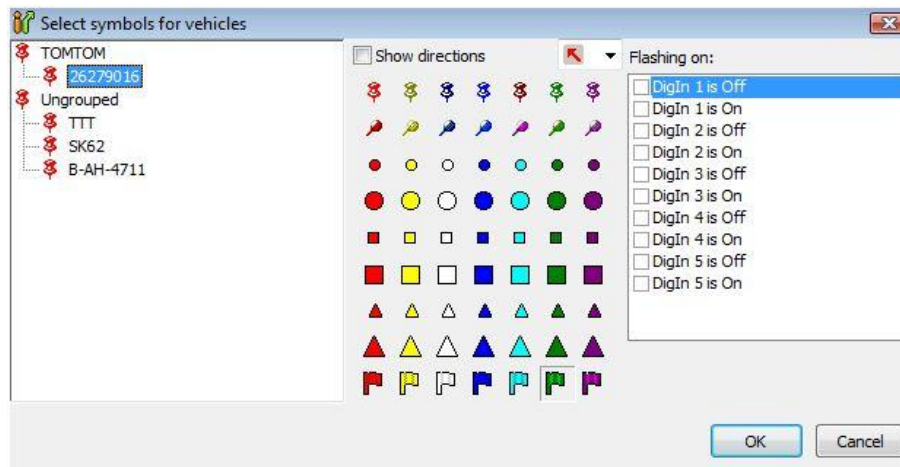 Select symbols for vehicles
TOMTOM
26279016
Ungrouped
TTT
SK62
B-AH-4711
Show directions
Flashing on:
DigIn 1 is Off
DigIn 1 is On
DigIn 2 is Off
DigIn 2 is On
DigIn 3 is Off
DigIn 3 is On
DigIn 4 is Off
DigIn 4 is On
DigIn 5 is Off
DigIn 5 is On
OK
Cancel